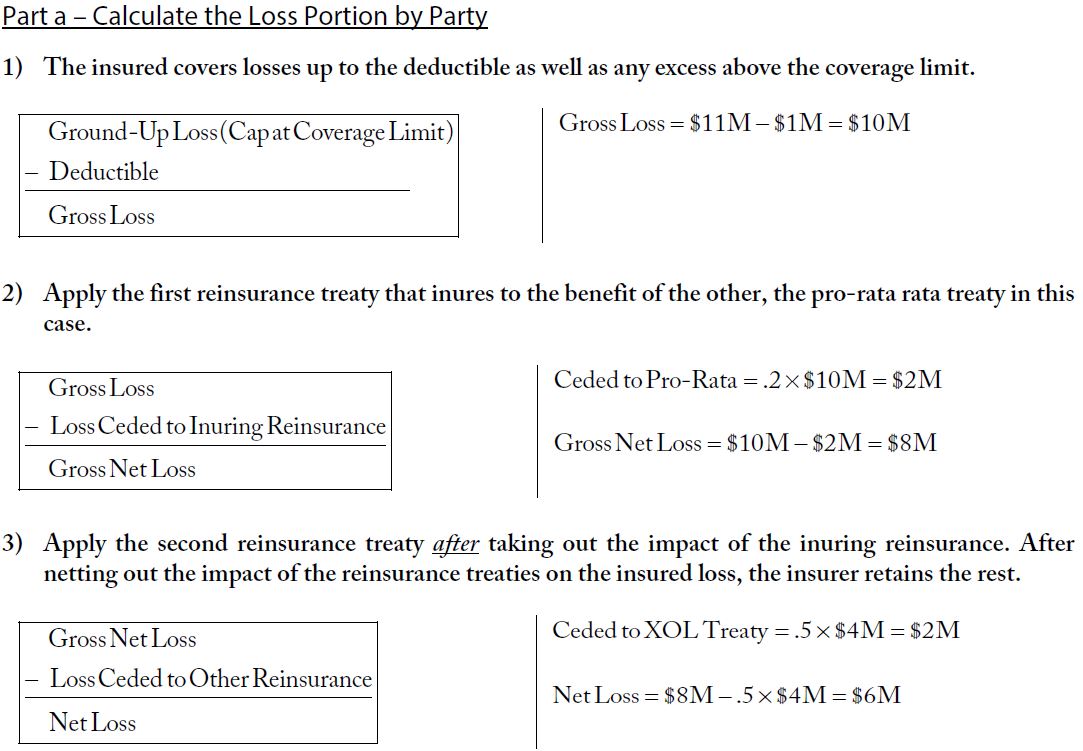 Part a – Calculate the Loss Portion by Party
1) The insured covers losses up to the deductible as well as any excess above the coverage limit.
Ground-Up Loss (Cap at Coverage Limit)
– Deductible
Gross Loss
Gross Loss = $11M – $1M = $10M
2) Apply the first reinsurance treaty that inures to the benefit of the other, the pro-rata rata treaty in this
case.
Gross Loss
– Loss Ceded to Inuring Reinsurance
Gross Net Loss
Ceded to Pro-Rata = .2 × $10M = $2M
Gross Net Loss = $10M – $2M = $8M
3) Apply the second reinsurance treaty after taking out the impact of the inuring reinsurance. After
netting out the impact of the reinsurance treaties on the insured loss, the insurer retains the rest.
Gross Net Loss
– Loss Ceded to Other Reinsurance
Net Loss
Ceded to XOL Treaty = .5 × $4M = $2M
Net Loss = $8M – .5 × $4M = $6M